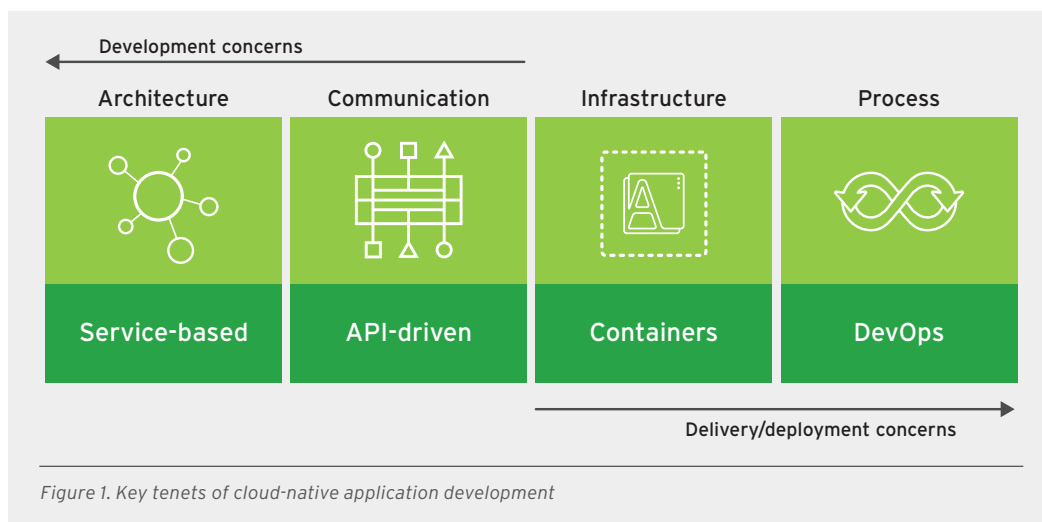 Development concerns
Architecture
Communication
Infrastructure
Process
A
Service-based
API-driven
Containers
DevOps
Delivery/deployment concerns
Figure 1. Key tenets of cloud-native application development